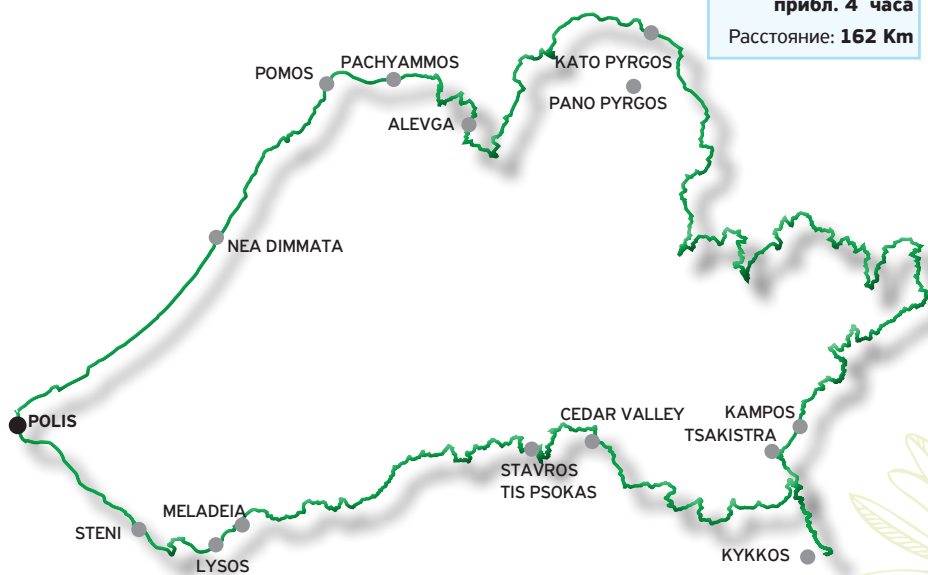 прибл. 4 часа
Расстояние: 162 Km
PACHYAMMOS
KATO PYRGOS
POMOS
PANO PYRGOS
ALEVGA
NEA DIMMATA
POLIS
CEDAR VALLEY
KAMPOS
TSAKISTRA
STAVROS
TIS PSOKAS
MELADEIA
STENI
LYSOS
KYKKOS